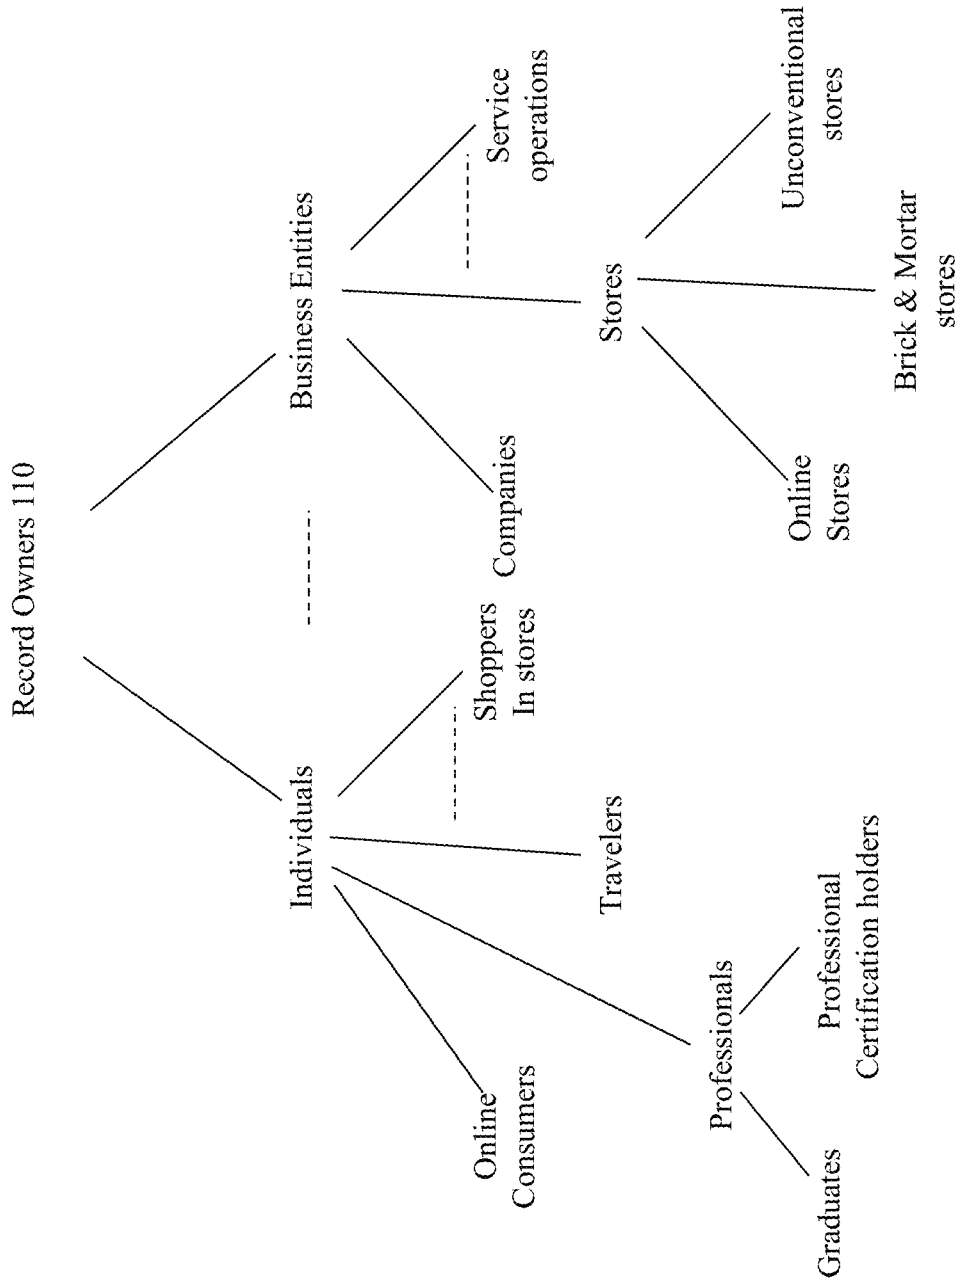 Record Owners 110
Individuals
Business Entities
Online
Consumers
Shoppers
In stores
Companies
Service
operations
Travelers
Stores
Professionals
Graduates
Professional
Certification holders
Online
Stores
Brick & Mortar
stores
Unconventional
stores